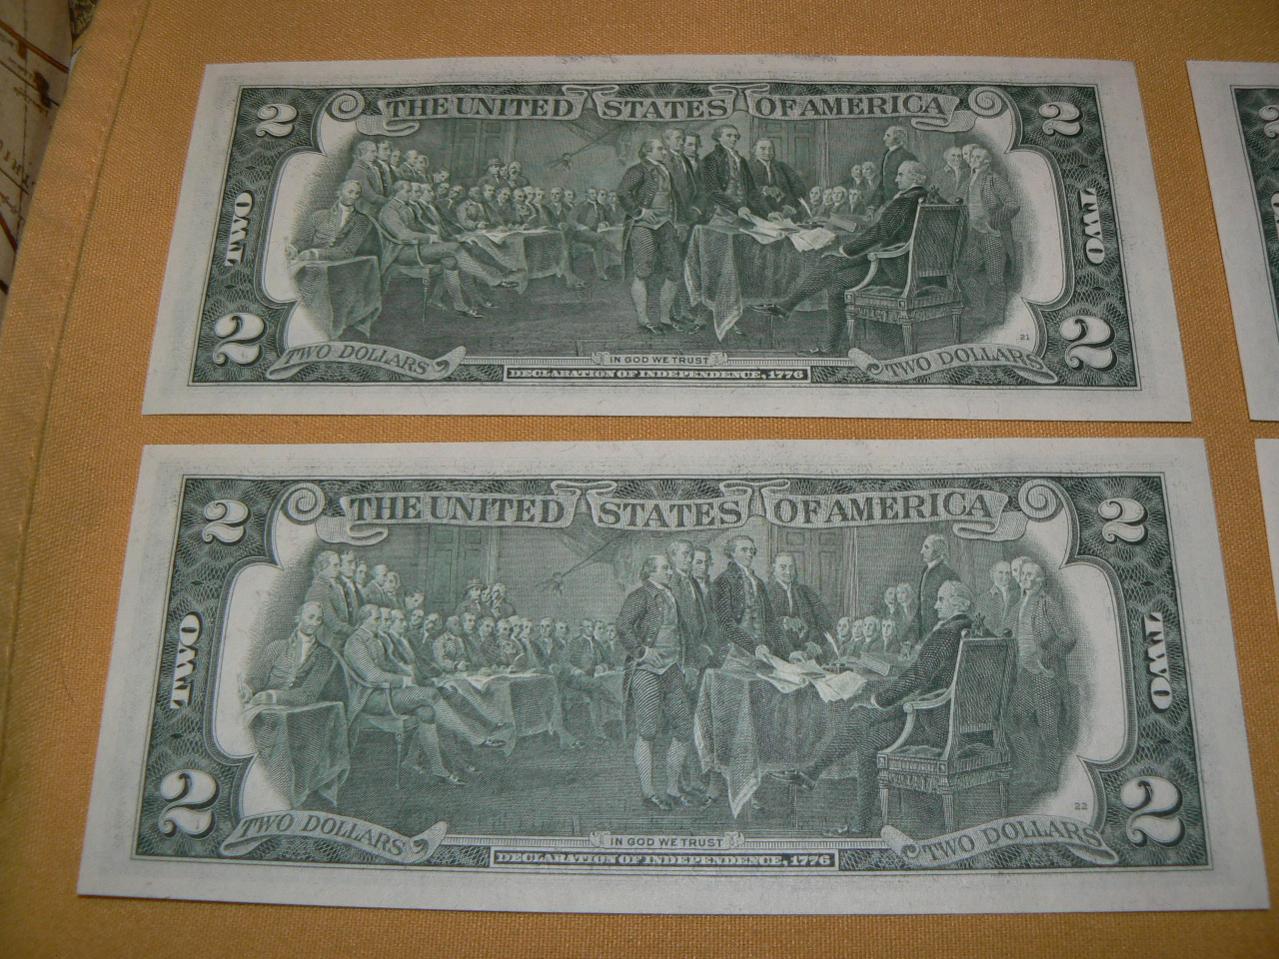 2 THE UNITED STATES OF AMERICA 2
TWO
TWO
21
2 TWO DOLLARS IN GOD WE TRUST TWO DOLLARS 2
DECLARATION OF INDEPENDENCE, 1776
2 THE UNITED STATES OF AMERICA 2
TWO
TWO
22
2 TWO DOLLARS IN GOD WE TRUST TWO DOLLARS 2
DECLARATION OF INDEPENDENCE, 1776